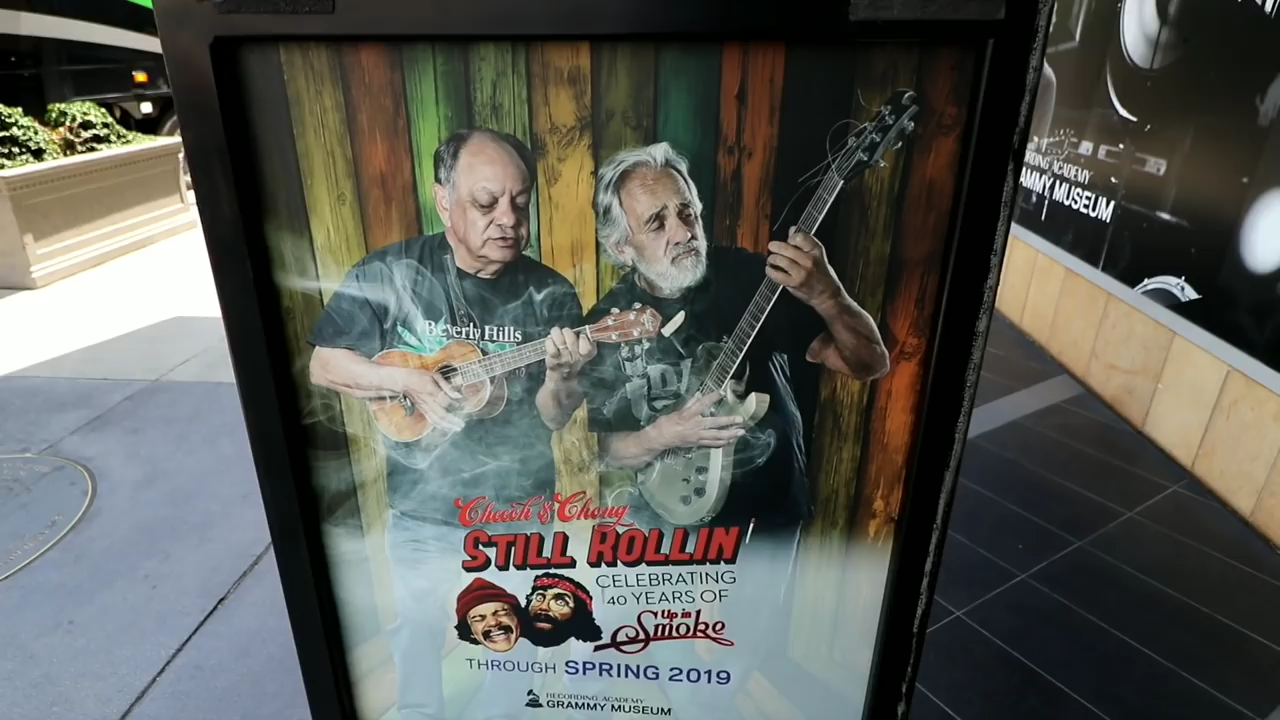 RECORDING ACADEMY
GRAMMY MUSEUM
Beverly Hills
Cheech & Chong
STILL ROLLIN
CELEBRATING
40 YEARS OF
Up in
Smoke
THROUGH SPRING 2019
RECORDING ACADEMY
GRAMMY MUSEUM